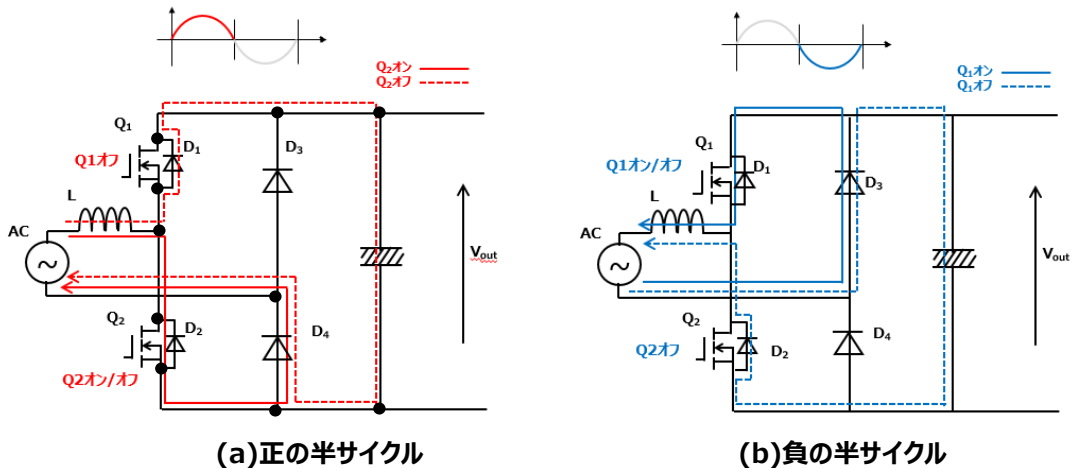 Q₂オン
Q₂オフ
Q₁
D₁
D₃
Q1オフ
L
AC
Vout
Q₂
D₂
D₄
Q2オン/オフ
(a)正の半サイクル
Q₁オン
Q₁オフ
Q₁
D₁
D₃
Q1オン/オフ
L
AC
Vout
Q₂
D₂
D₄
Q2オフ
(b)負の半サイクル